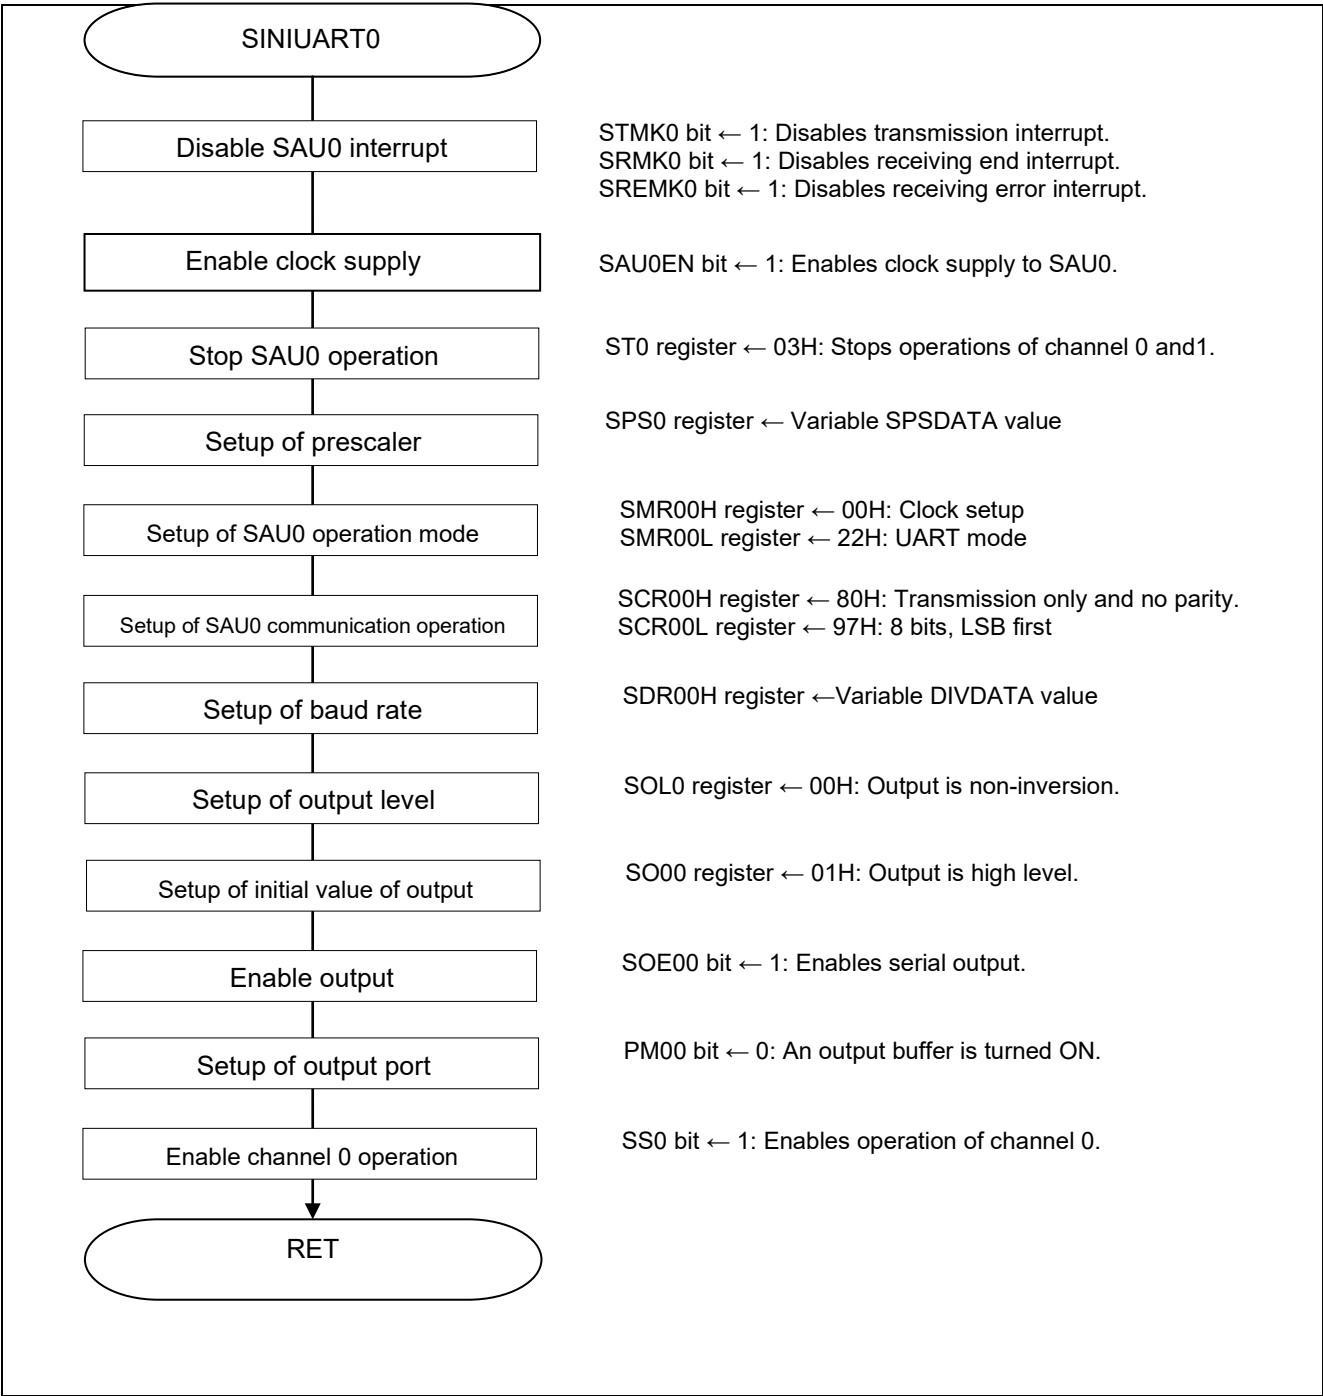 SINIUART0
Disable SAU0 interrupt
STMK0 bit ← 1: Disables transmission interrupt.
SRMK0 bit ← 1: Disables receiving end interrupt.
SREMK0 bit ← 1: Disables receiving error interrupt.
Enable clock supply
SAU0EN bit ← 1: Enables clock supply to SAU0.
Stop SAU0 operation
ST0 register ← 03H: Stops operations of channel 0 and1.
Setup of prescaler
SPS0 register ← Variable SPSDATA value
Setup of SAU0 operation mode
SMR00H register ← 00H: Clock setup
SMR00L register ← 22H: UART mode
Setup of SAU0 communication operation
SCR00H register ← 80H: Transmission only and no parity.
SCR00L register ← 97H: 8 bits, LSB first
Setup of baud rate
SDR00H register ←Variable DIVDATA value
Setup of output level
SOL0 register ← 00H: Output is non-inversion.
Setup of initial value of output
SO00 register ← 01H: Output is high level.
Enable output
SOE00 bit ← 1: Enables serial output.
Setup of output port
PM00 bit ← 0: An output buffer is turned ON.
Enable channel 0 operation
SS0 bit ← 1: Enables operation of channel 0.
RET